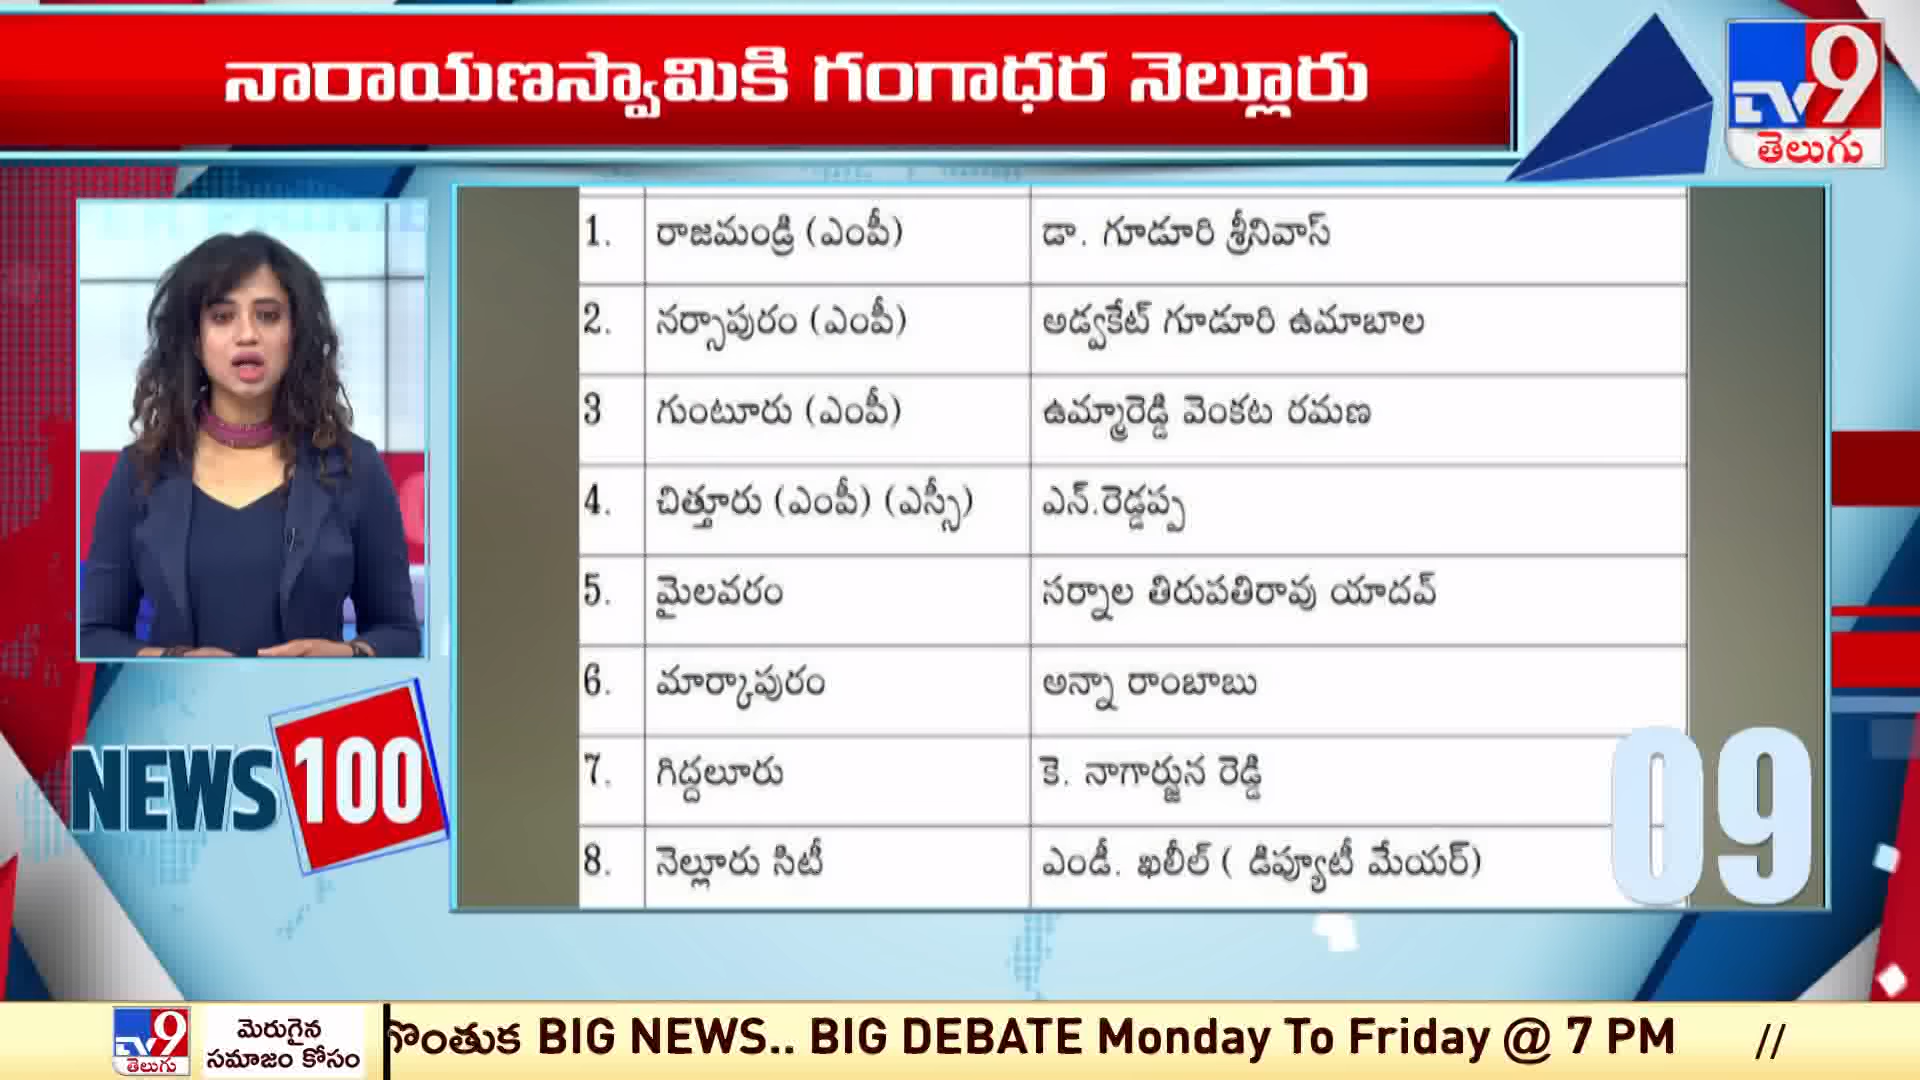 నారాయణస్వామికి గంగాధర నెల్లూరు
TV9
తెలుగు
1. రాజమండ్రి (ఎంపీ) డా. గూడూరి శ్రీనివాస్
2. నర్సాపురం (ఎంపీ) అడ్వకేట్ గూడూరి ఉమాబాల
3 గుంటూరు (ఎంపీ) ఉమ్మారెడ్డి వెంకట రమణ
4. చిత్తూరు (ఎంపీ) (ఎస్సీ) ఎన్.రెడ్డప్ప
5. మైలవరం సర్నాల తిరుపతిరావు యాదవ్
6. మార్కాపురం అన్నా రాంబాబు
7. గిద్దలూరు కె. నాగార్జున రెడ్డి
8. నెల్లూరు సిటీ ఎండీ. ఖలీల్ ( డిప్యూటీ మేయర్)
NEWS 100
09
TV9
తెలుగు
మెరుగైన
సమాజం కోసం
గొంతుక BIG NEWS.. BIG DEBATE Monday To Friday @ 7 PM //